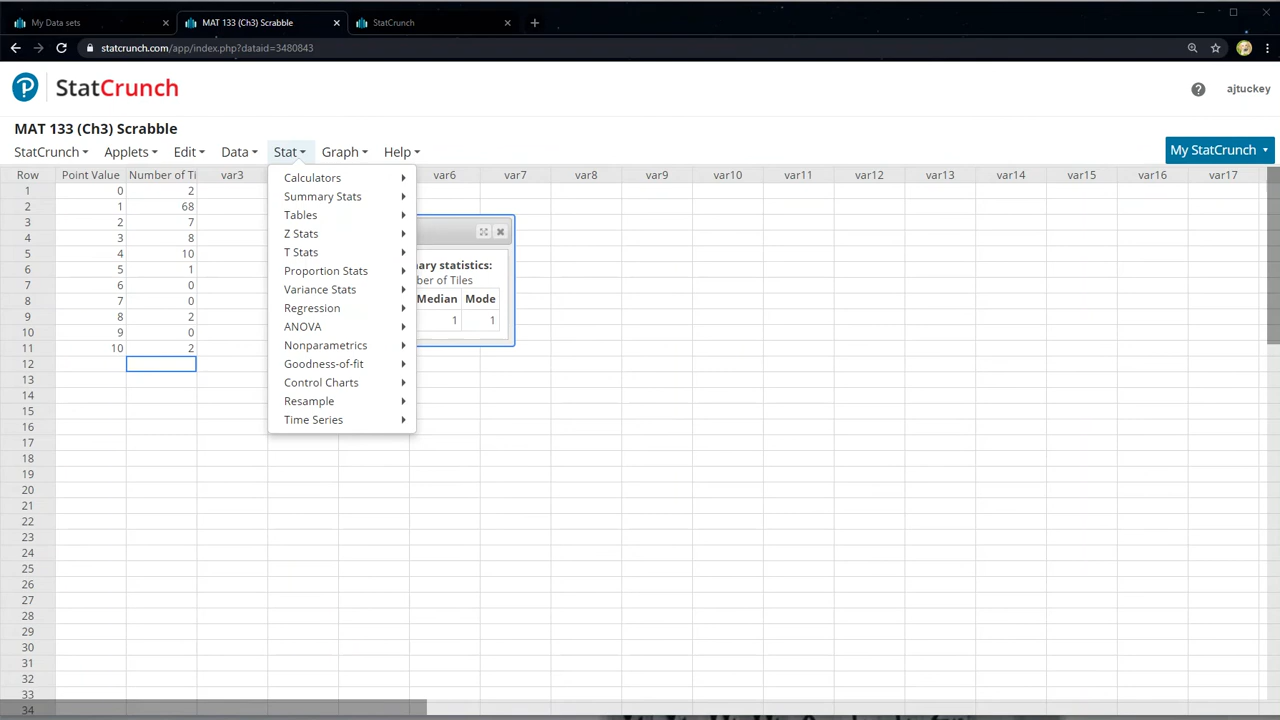 My Data sets
MAT 133 (Ch3) Scrabble
StatCrunch
statcrunch.com/app/index.php?dataid=3480843
StatCrunch
ajtuckey
MAT 133 (Ch3) Scrabble
StatCrunch Applets Edit Data Stat Graph Help
My StatCrunch
Row Point Value Number of Ti var3 var6 var7 var8 var9 var10 var11 var12 var13 var14 var15 var16 var17
1 0 2
2 1 68
3 2 7
4 3 8
5 4 10
6 5 1
7 6 0
8 7 0
9 8 2
10 9 0
11 10 2
12
13
14
15
16
17
18
19
20
21
22
23
24
25
26
27
28
29
30
31
32
33
34
Calculators
Summary Stats
Tables
Z Stats
T Stats
Proportion Stats
Variance Stats
Regression
ANOVA
Nonparametrics
Goodness-of-fit
Control Charts
Resample
Time Series
ary statistics:
ber of Tiles
Median Mode
1 1